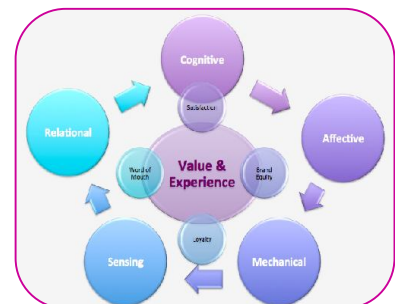 Cognitive
Satisfaction
Relational
Affective
Word of
Mouth
Value &
Experience
Brand
Equity
Loyalty
Sensing
Mechanical